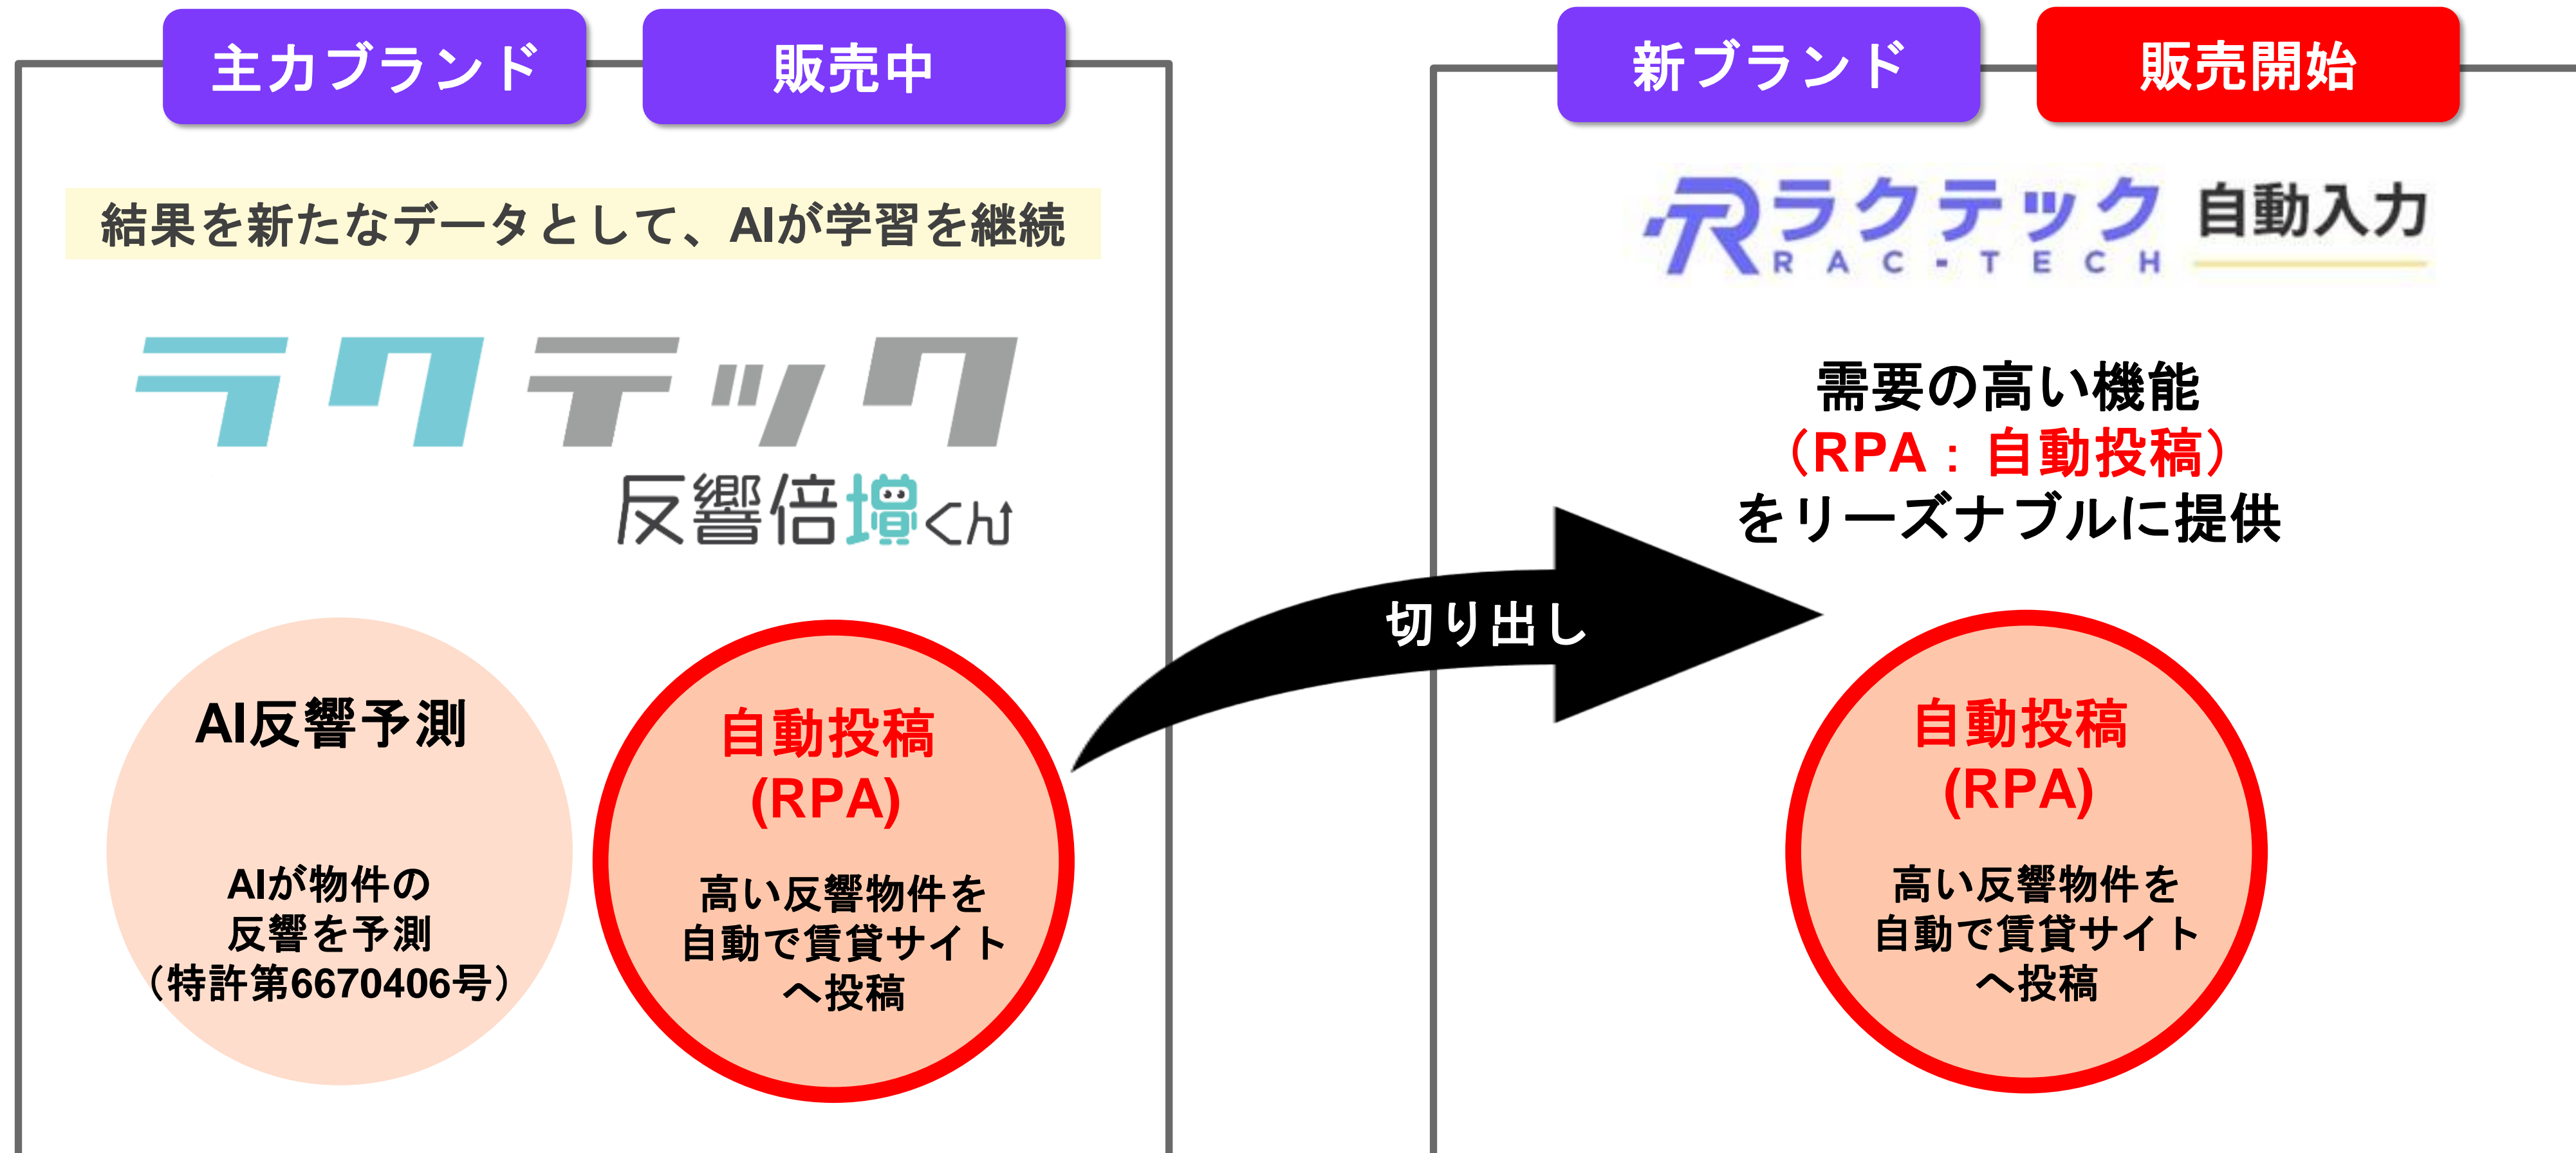 主力ブランド
販売中
結果を新たなデータとして、AIが学習を継続
ラクテック
反響倍増くん
AI反響予測
AIが物件の
反響を予測
（特許第6670406号）
自動投稿
(RPA)
高い反響物件を
自動で賃貸サイト
へ投稿
切り出し
新ブランド
販売開始
ラクテック 自動入力
RAC-TECH
需要の高い機能
（RPA：自動投稿）
をリーズナブルに提供
自動投稿
(RPA)
高い反響物件を
自動で賃貸サイト
へ投稿